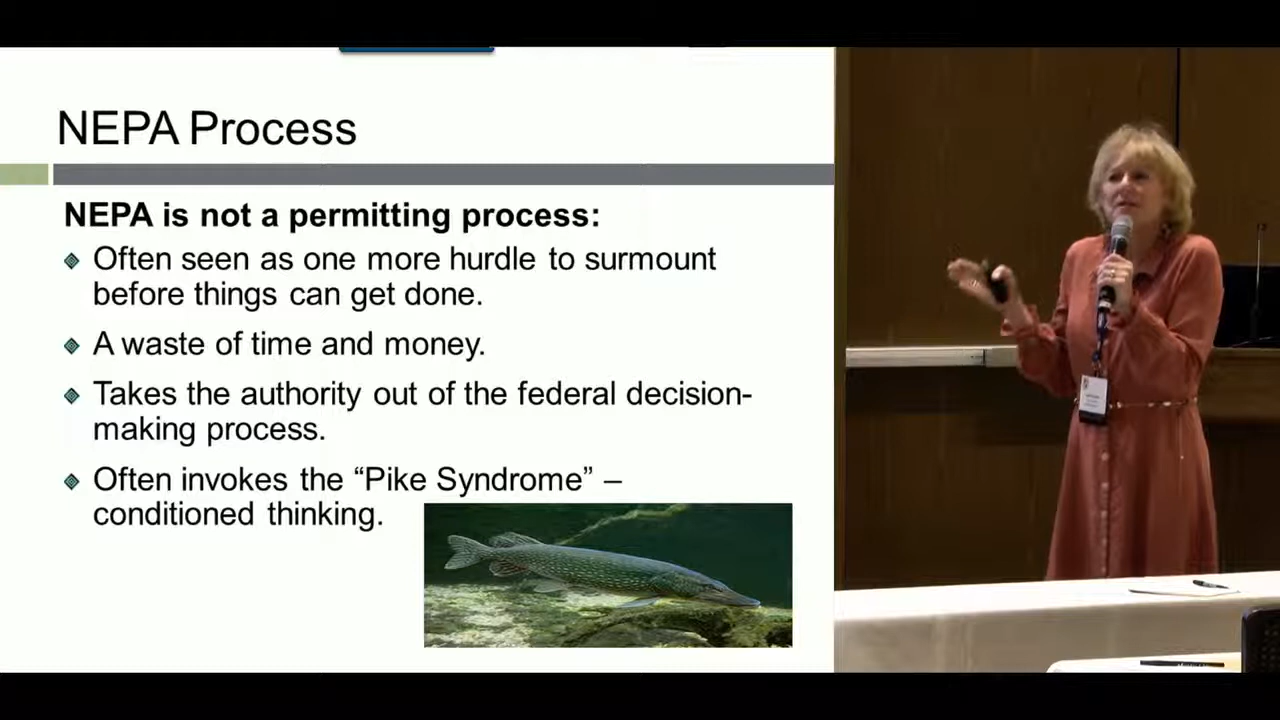 NEPA Process
NEPA is not a permitting process:
Often seen as one more hurdle to surmount
before things can get done.
A waste of time and money.
Takes the authority out of the federal decision-
making process.
Often invokes the “Pike Syndrome” –
conditioned thinking.